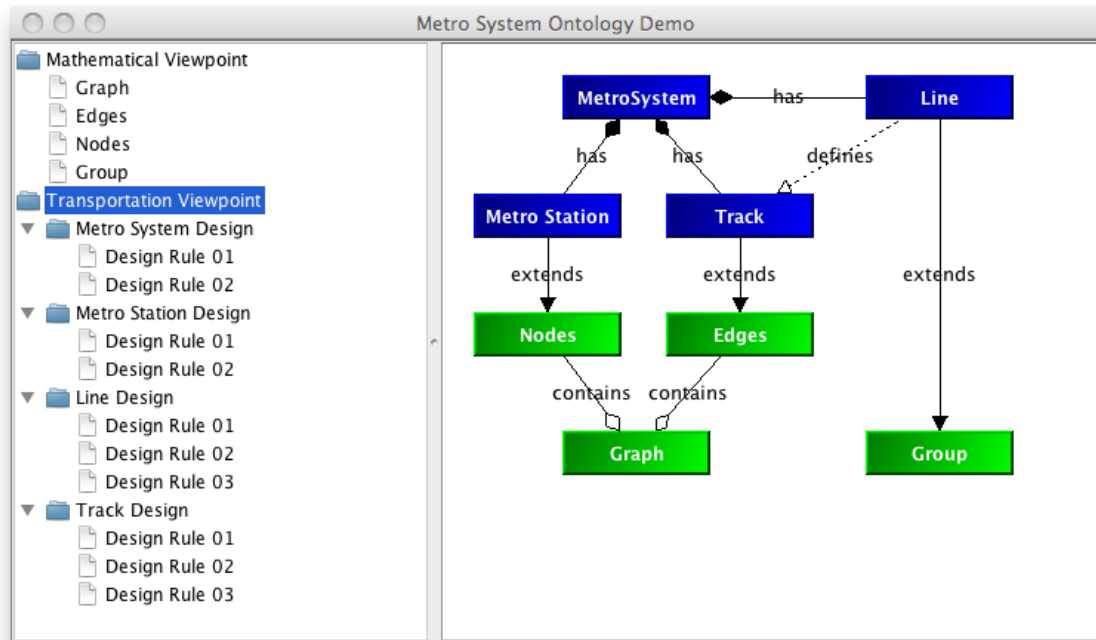 Metro System Ontology Demo
Mathematical Viewpoint
Graph
Edges
Nodes
Group
Transportation Viewpoint
Metro System Design
Design Rule 01
Design Rule 02
Metro Station Design
Design Rule 01
Design Rule 02
Line Design
Design Rule 01
Design Rule 02
Design Rule 03
Track Design
Design Rule 01
Design Rule 02
Design Rule 03
MetroSystem has Line
has has defines
Metro Station Track
extends extends extends
Nodes Edges
contains contains
Graph Group